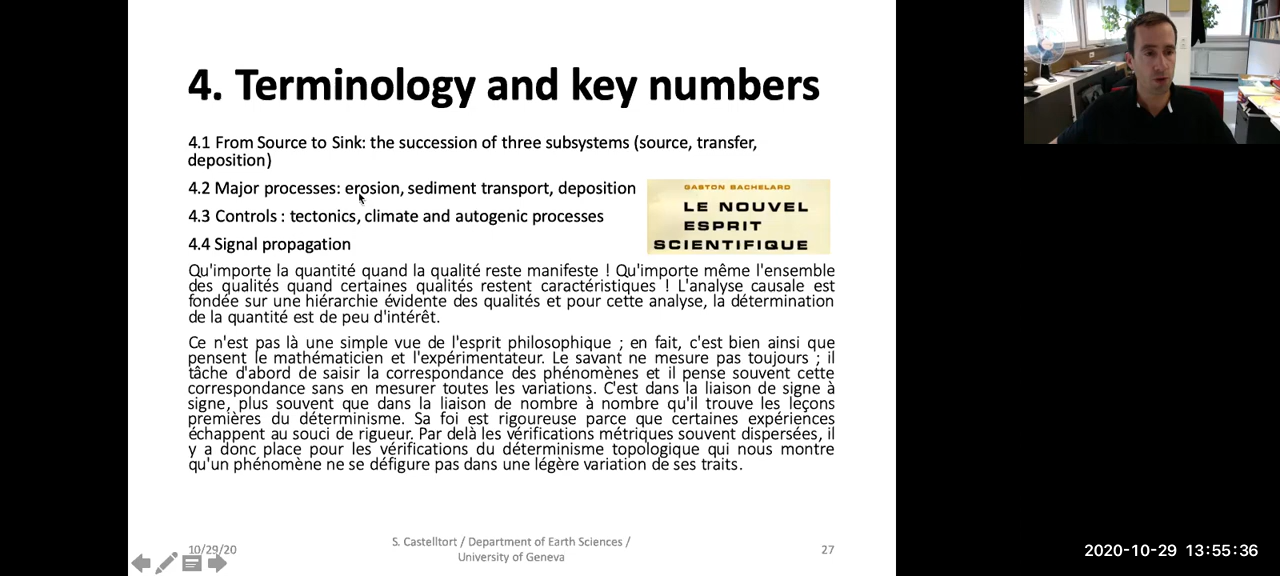 4. Terminology and key numbers
4.1 From Source to Sink: the succession of three subsystems (source, transfer,
deposition)
4.2 Major processes: erosion, sediment transport, deposition
4.3 Controls : tectonics, climate and autogenic processes
4.4 Signal propagation
GASTON BACHELARD
LE NOUVEL
ESPRIT
SCIENTIFIQUE
Qu'importe la quantité quand la qualité reste manifeste ! Qu'importe même l'ensemble
des qualités quand certaines qualités restent caractéristiques ! L'analyse causale est
fondée sur une hiérarchie évidente des qualités et pour cette analyse, la détermination
de la quantité est de peu d'intérêt.
Ce n'est pas là une simple vue de l'esprit philosophique ; en fait, c'est bien ainsi que
pensent le mathématicien et l'expérimentateur. Le savant ne mesure pas toujours ; il
tâche d'abord de saisir la correspondance des phénomènes et il pense souvent cette
correspondance sans en mesurer toutes les variations. C'est dans la liaison de signe à
signe, plus souvent que dans la liaison de nombre à nombre qu'il trouve les leçons
premières du déterminisme. Sa foi est rigoureuse parce que certaines expériences
échappent au souci de rigueur. Par delà les vérifications métriques souvent dispersées, il
y a donc place pour les vérifications du déterminisme topologique qui nous montre
qu'un phénomène ne se défigure pas dans une légère variation de ses traits.
10/29/20
S. Castelltort / Department of Earth Sciences /
University of Geneva
27
2020-10-29 13:55:36